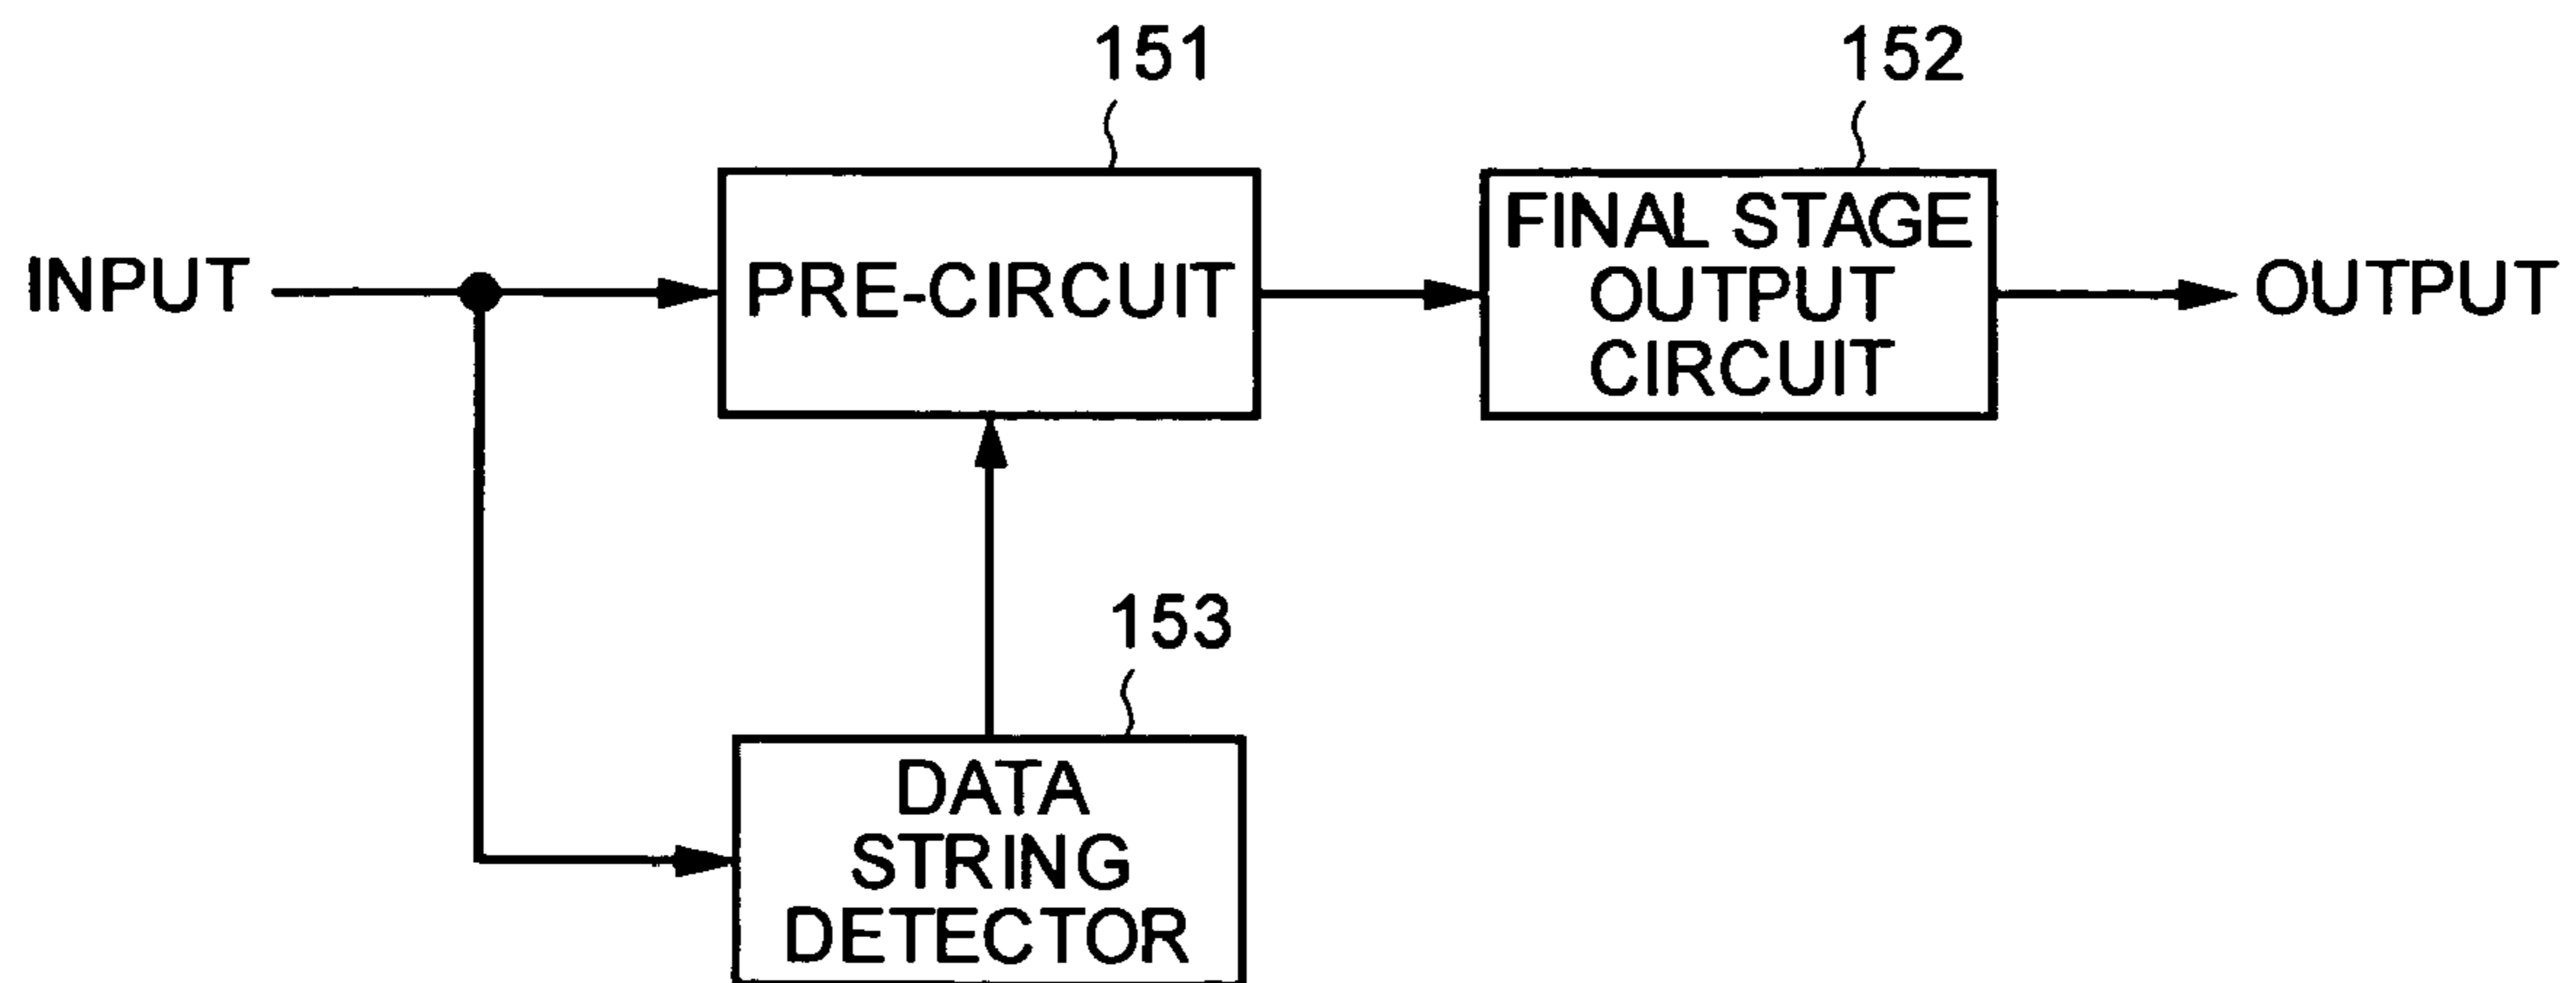 151
152
INPUT
PRE-CIRCUIT
FINAL STAGE
OUTPUT
CIRCUIT
OUTPUT
153
DATA
STRING
DETECTOR